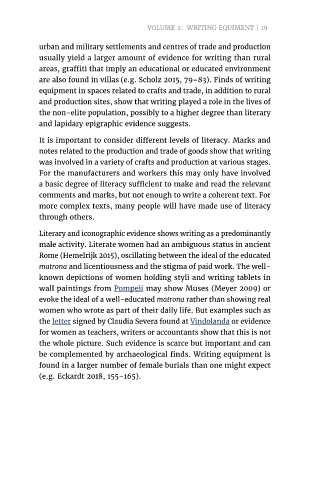 VOLUME 2: WRITING EQUIMENT | 19
urban and military settlements and centres of trade and production
usually yield a larger amount of evidence for writing than rural
areas, graffiti that imply an educational or educated environment
are also found in villas (e.g. Scholz 2015, 79–83). Finds of writing
equipment in spaces related to crafts and trade, in addition to rural
and production sites, show that writing played a role in the lives of
the non-elite population, possibly to a higher degree than literary
and lapidary epigraphic evidence suggests.
It is important to consider different levels of literacy. Marks and
notes related to the production and trade of goods show that writing
was involved in a variety of crafts and production at various stages.
For the manufacturers and workers this may only have involved
a basic degree of literacy sufficient to make and read the relevant
comments and marks, but not enough to write a coherent text. For
more complex texts, many people will have made use of literacy
through others.
Literary and iconographic evidence shows writing as a predominantly
male activity. Literate women had an ambiguous status in ancient
Rome (Hemelrijk 2015), oscillating between the ideal of the educated
matrona and licentiousness and the stigma of paid work. The well-
known depictions of women holding styli and writing tablets in
wall paintings from Pompeii may show Muses (Meyer 2009) or
evoke the ideal of a well-educated matrona rather than showing real
women who wrote as part of their daily life. But examples such as
the letter signed by Claudia Severa found at Vindolanda or evidence
for women as teachers, writers or accountants show that this is not
the whole picture. Such evidence is scarce but important and can
be complemented by archaeological finds. Writing equipment is
found in a larger number of female burials than one might expect
(e.g. Eckardt 2018, 155–165).